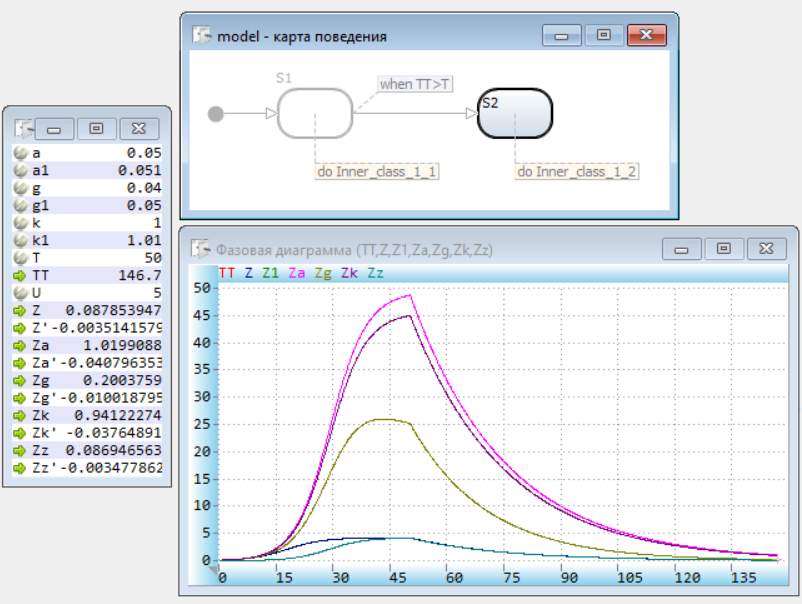 model - карта поведения
S1
when TT>T
S2
do Inner_class_1_1
do Inner_class_1_2
a 0.05
a1 0.051
g 0.04
g1 0.05
k 1
k1 1.01
T 50
TT 146.7
U 5
Z 0.087853947
Z'-0.0035141579
Za 1.0199088
Za'-0.040796353
Zg 0.2003759
Zg'-0.010018795
Zk 0.94122274
Zk' -0.03764891
Zz 0.086946563
Zz'-0.003477862
Фазовая диаграмма (TT,Z,Z1,Za,Zg,Zk,Zz)
TT Z Z1 Za Zg Zk Zz
50
45
40
35
30
25
20
15
10
5
0
0 15 30 45 60 75 90 105 120 135